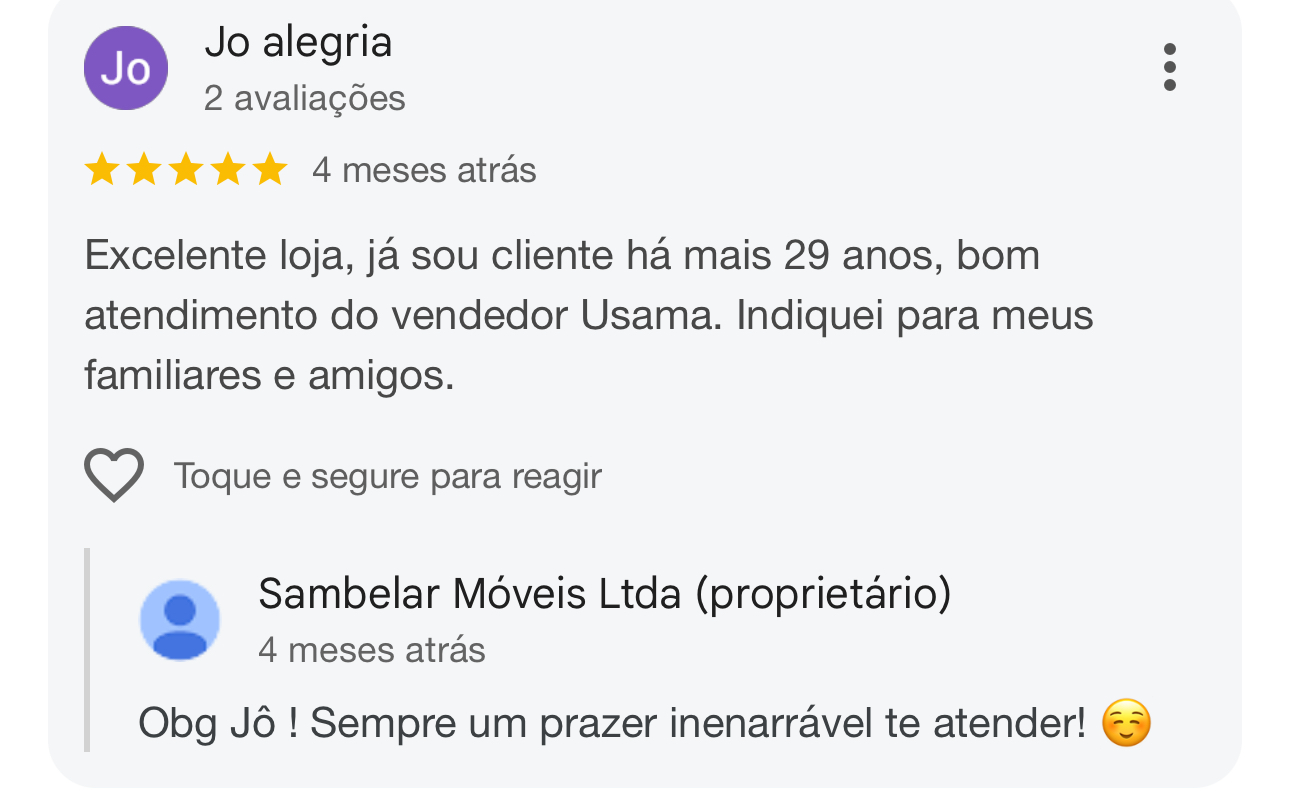 Jo
Jo alegria
2 avaliações
4 meses atrás
Excelente loja, já sou cliente há mais 29 anos, bom
atendimento do vendedor Usama. Indiquei para meus
familiares e amigos.
Toque e segure para reagir
Sambelar Móveis Ltda (proprietário)
4 meses atrás
Obg Jô ! Sempre um prazer inenarrável te atender! ☺️